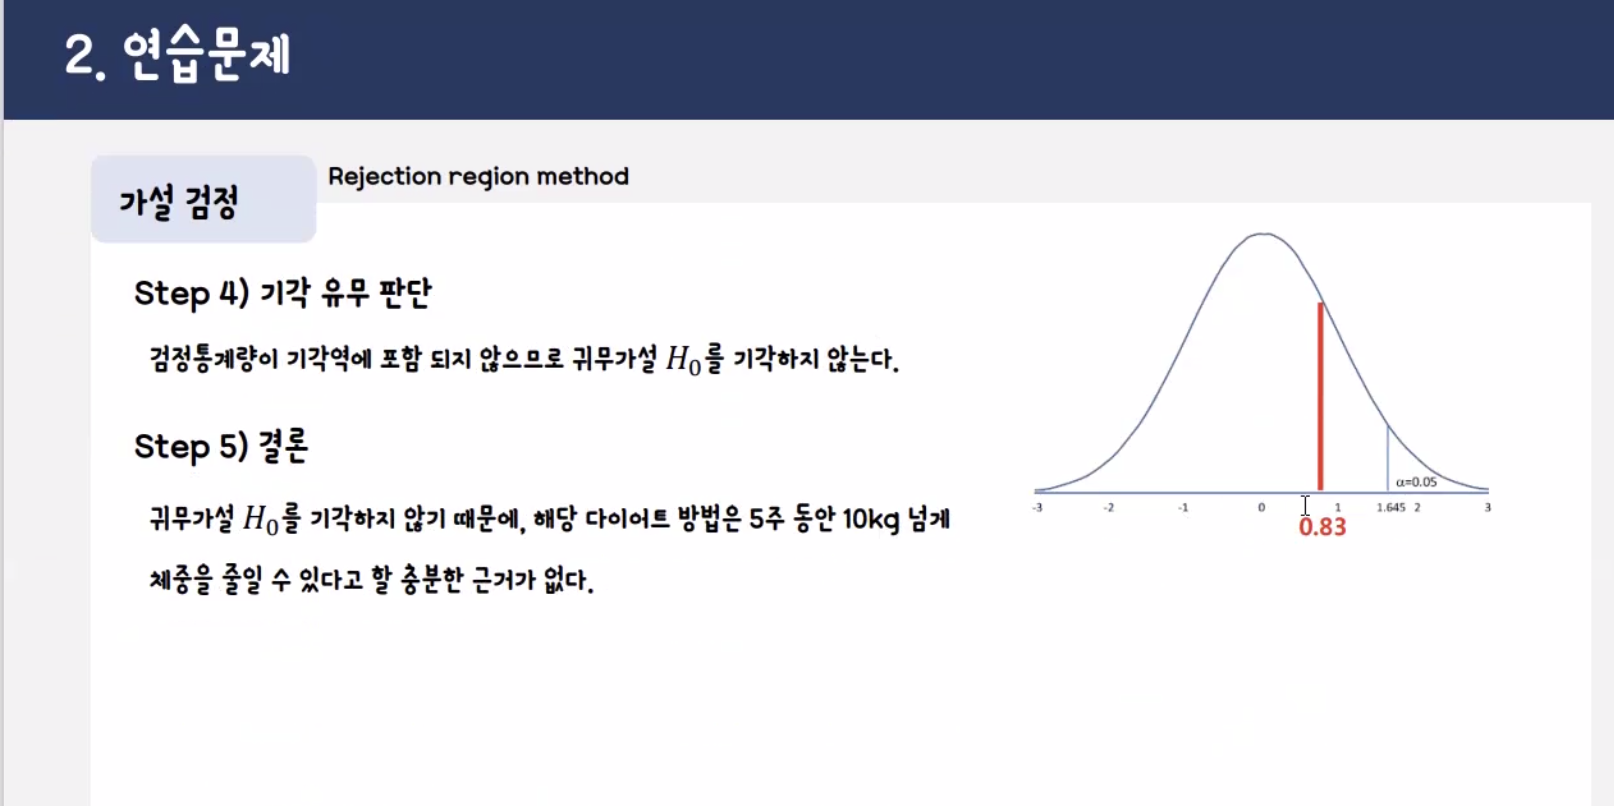 2. 연습문제
가설 검정
Rejection region method
Step 4) 기각 유무 판단
검정통계량이 기각역에 포함 되지 않으므로 귀무가설 H₀를 기각하지 않는다.
Step 5) 결론
귀무가설 H₀를 기각하지 않기 때문에, 해당 다이어트 방법은 5주 동안 10kg 넘게
체중을 줄일 수 있다고 할 충분한 근거가 없다.
α=0.05
-3 -2 -1 0 1 1.645 2 3
0.83